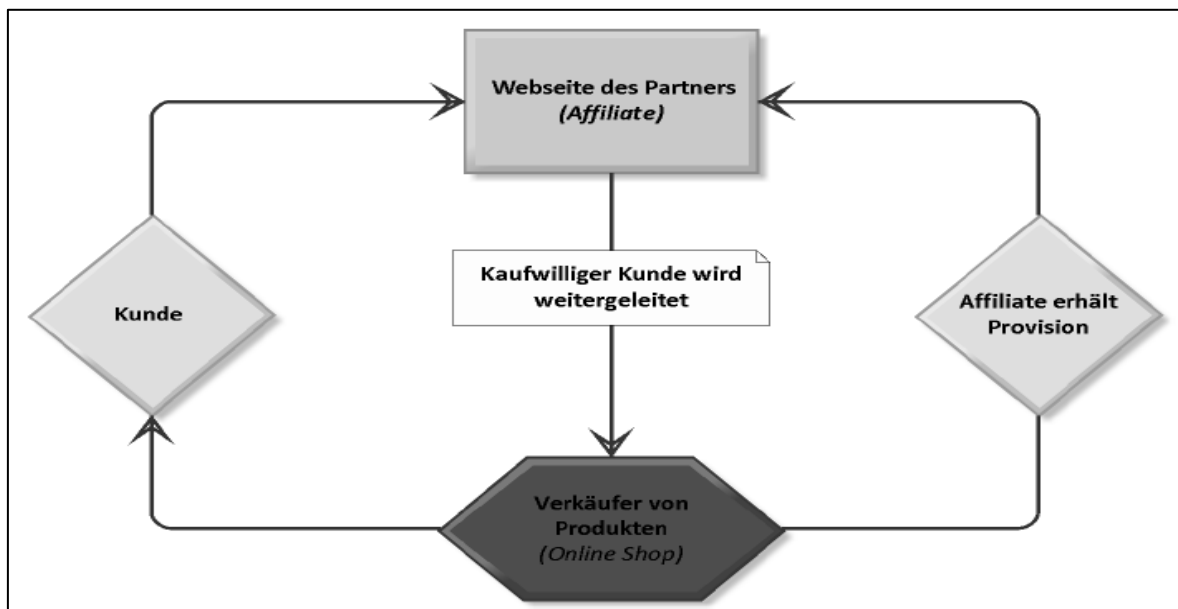 Webseite des Partners
(Affiliate)
Kaufwilliger Kunde wird
weitergeleitet
Kunde
Affiliate erhält
Provision
Verkäufer von
Produkten
(Online Shop)